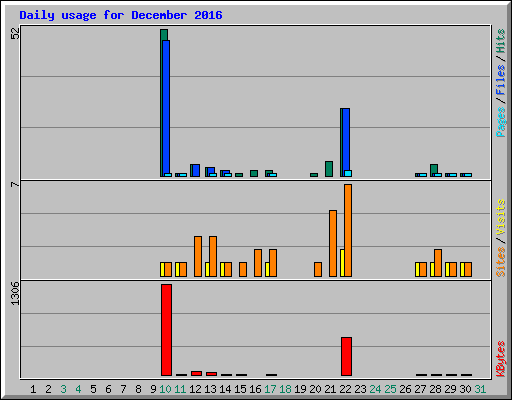 Daily usage for December 2016
52
7
1306
Pages / Files / Hits
Sites / Visits
KBytes
1 2 3 4 5 6 7 8 9 10 11 12 13 14 15 16 17 18 19 20 21 22 23 24 25 26 27 28 29 30 31